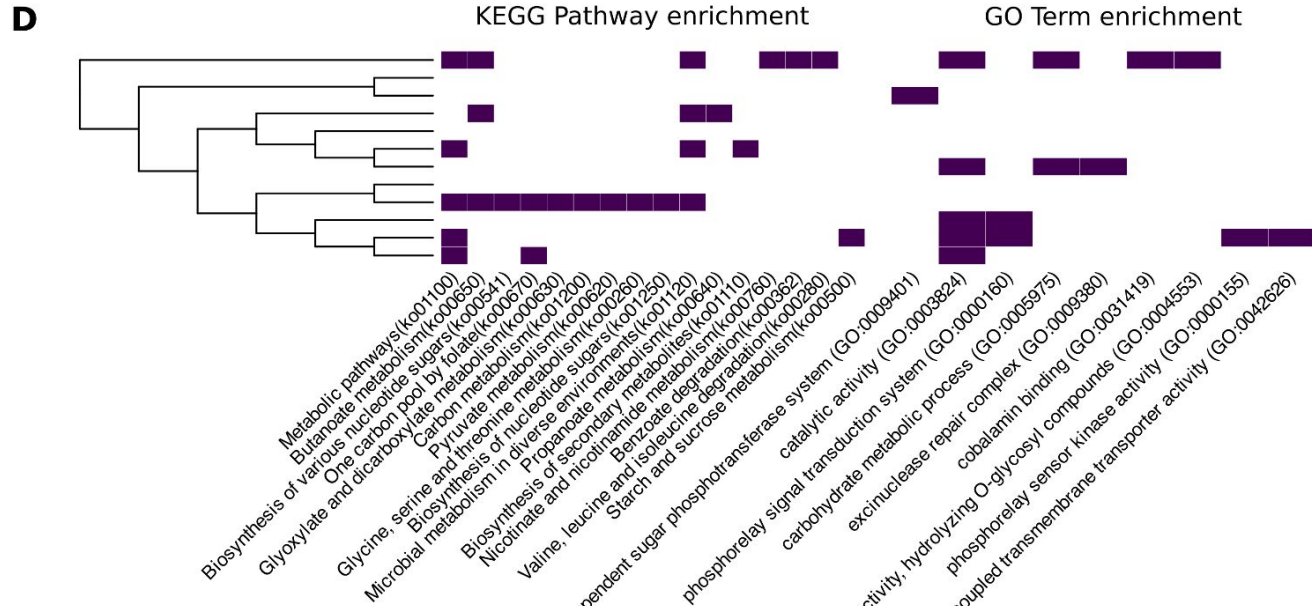 D
KEGG Pathway enrichment
GO Term enrichment
Metabolic pathways(ko01100)
Butanoate metabolism(ko00650)
Biosynthesis of various nucleotide sugars(ko00541)
One carbon pool by folate(ko00670)
Glyoxylate and dicarboxylate metabolism(ko00630)
Carbon metabolism(ko01200)
Pyruvate metabolism(ko00620)
Glycine, serine and threonine metabolism(ko00260)
Biosynthesis of nucleotide sugars(ko01250)
Microbial metabolism in diverse environments(ko01120)
Propanoate metabolism(ko00640)
Biosynthesis of secondary metabolites(ko01110)
Nicotinate and nicotinamide metabolism(ko00760)
Benzoate degradation(ko00362)
Valine, leucine and isoleucine degradation(ko00280)
Starch and sucrose metabolism(ko00500)
sugar phosphotransferase system (GO:0009401)
catalytic activity (GO:0003824)
phosphorelay signal transduction system (GO:0000160)
carbohydrate metabolic process (GO:0005975)
excinuclease repair complex (GO:0009380)
cobalamin binding (GO:0031419)
hydrolyzing O-glycosyl compounds (GO:0004553)
phosphorelay sensor kinase activity (GO:0000155)
transmembrane transporter activity (GO:0042626)